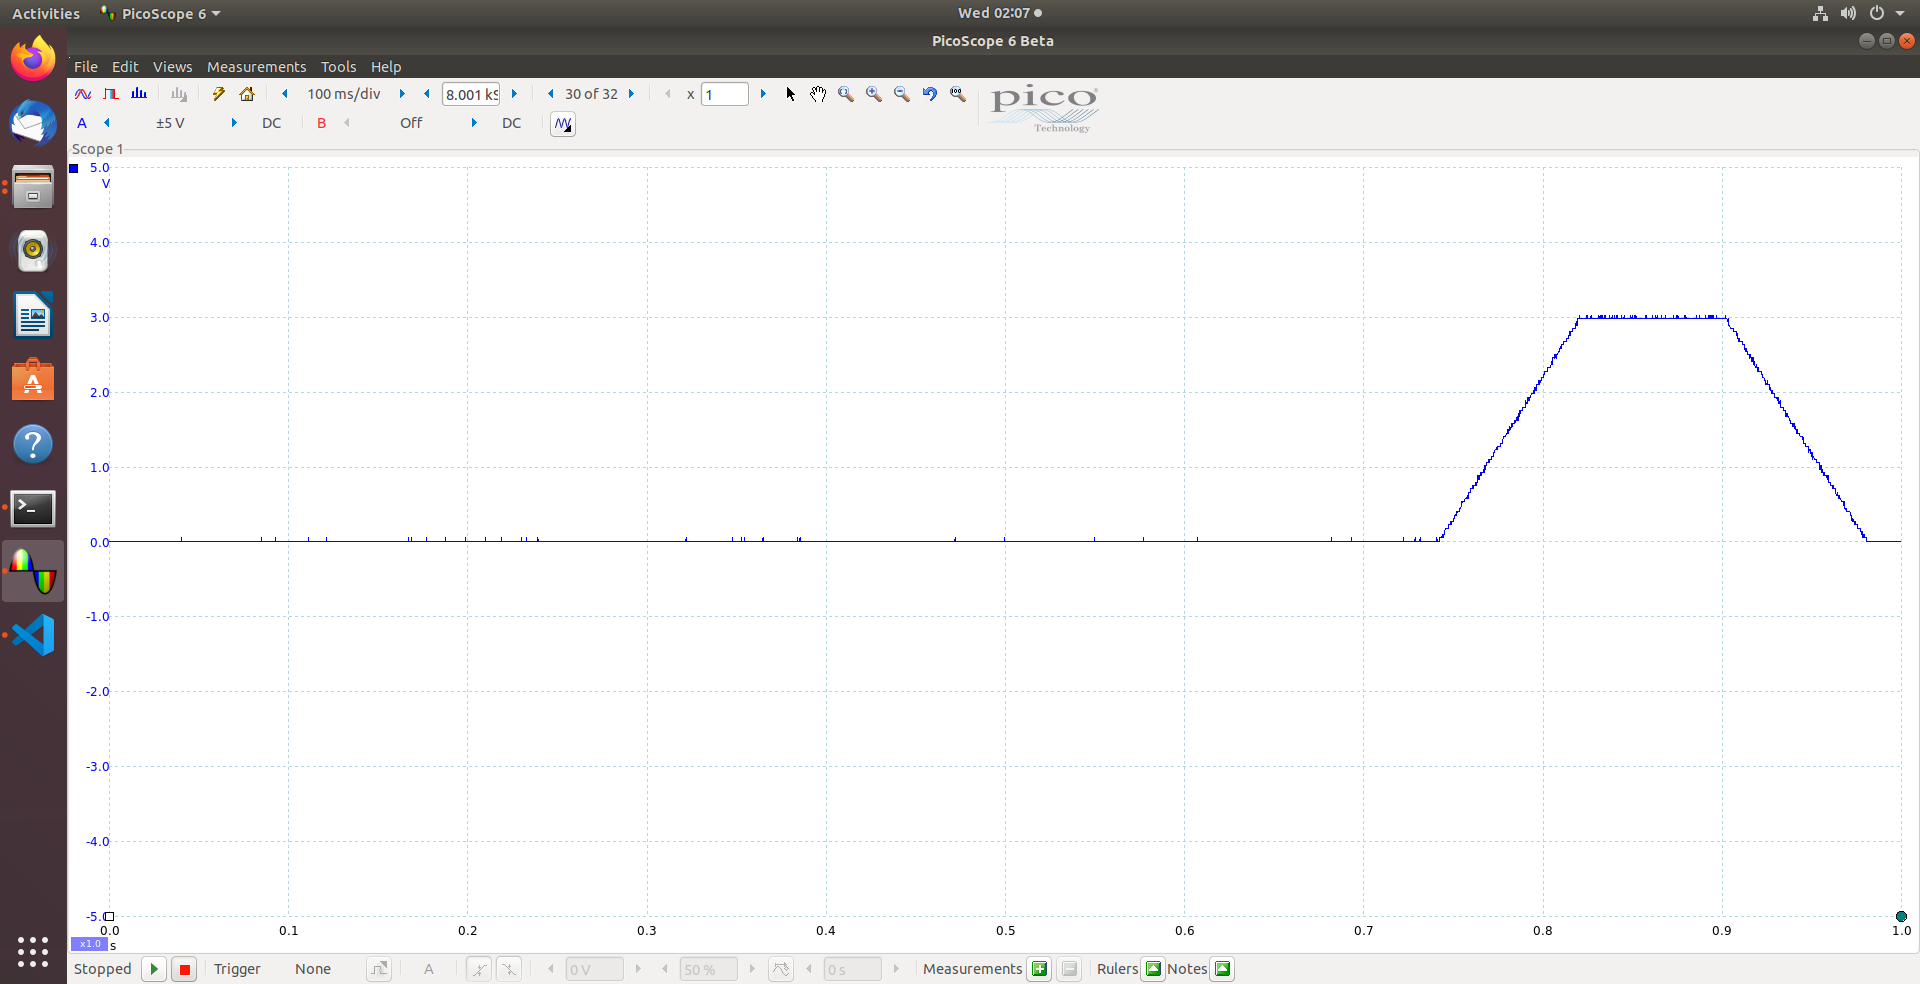 Activities PicoScope 6 Wed 02:07
PicoScope 6 Beta
File Edit Views Measurements Tools Help
100 ms/div 8.001 kS 30 of 32 x 1
pico
Technology
A ±5 V DC B Off DC
Scope 1
5.0
V
4.0
3.0
2.0
1.0
0.0
-1.0
-2.0
-3.0
-4.0
-5.0
0.0 0.1 0.2 0.3 0.4 0.5 0.6 0.7 0.8 0.9 1.0
x1.0 s
Stopped Trigger None A 0 V 50 % 0 s Measurements Rulers Notes